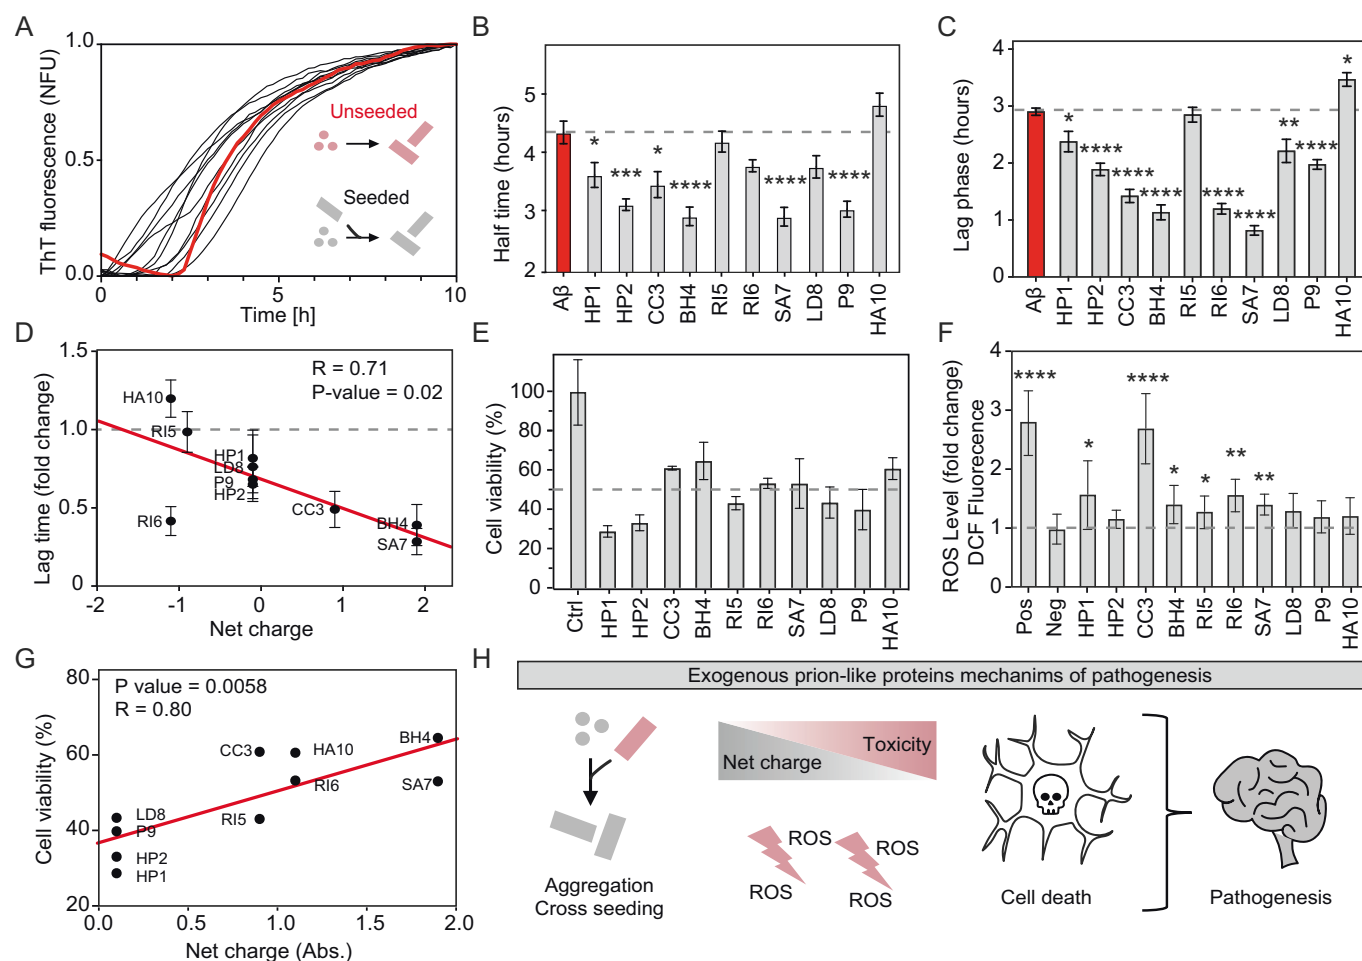 A
ThT fluorescence (NFU)
1.0
0.5
0.0
0
5
10
Time [h]
Unseeded
Seeded
B
Half time (hours)
5
4
3
2
*
***
*
****
****
****
Aβ
HP1
HP2
CC3
BH4
RI5
RI6
SA7
LD8
P9
HA10
C
Lag phase (hours)
4
3
2
1
0
*
****
****
****
****
****
**
****
*
Aβ
HP1
HP2
CC3
BH4
RI5
RI6
SA7
LD8
P9
HA10
D
Lag time (fold change)
1.5
1.0
0.5
0
-2
-1
0
1
2
Net charge
R = 0.71
P-value = 0.02
HA10
RI5
HP1
LD8
P9
HP2
RI6
CC3
BH4
SA7
E
Cell viability (%)
100
80
60
40
20
0
Ctrl
HP1
HP2
CC3
BH4
RI5
RI6
SA7
LD8
P9
HA10
F
ROS Level (fold change)
DCF Fluorecence
4
3
2
1
0
****
*
****
*
*
**
**
Pos
Neg
HP1
HP2
CC3
BH4
RI5
RI6
SA7
LD8
P9
HA10
G
Cell viability (%)
80
60
40
20
0.0
0.5
1.0
1.5
2.0
Net charge (Abs.)
P value = 0.0058
R = 0.80
LD8
P9
HP2
HP1
CC3
RI5
HA10
RI6
BH4
SA7
H
Exogenous prion-like proteins mechanims of pathogenesis
Aggregation
Cross seeding
Toxicity
Net charge
ROS
ROS
ROS
ROS
Cell death
Pathogenesis